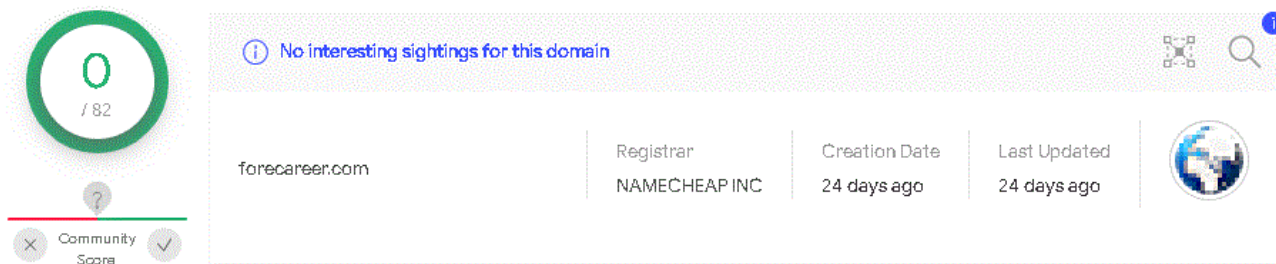 0
/ 82
?
Community
Score
No interesting sightings for this domain
forecareer.com
Registrar
NAMECHEAP INC
Creation Date
24 days ago
Last Updated
24 days ago